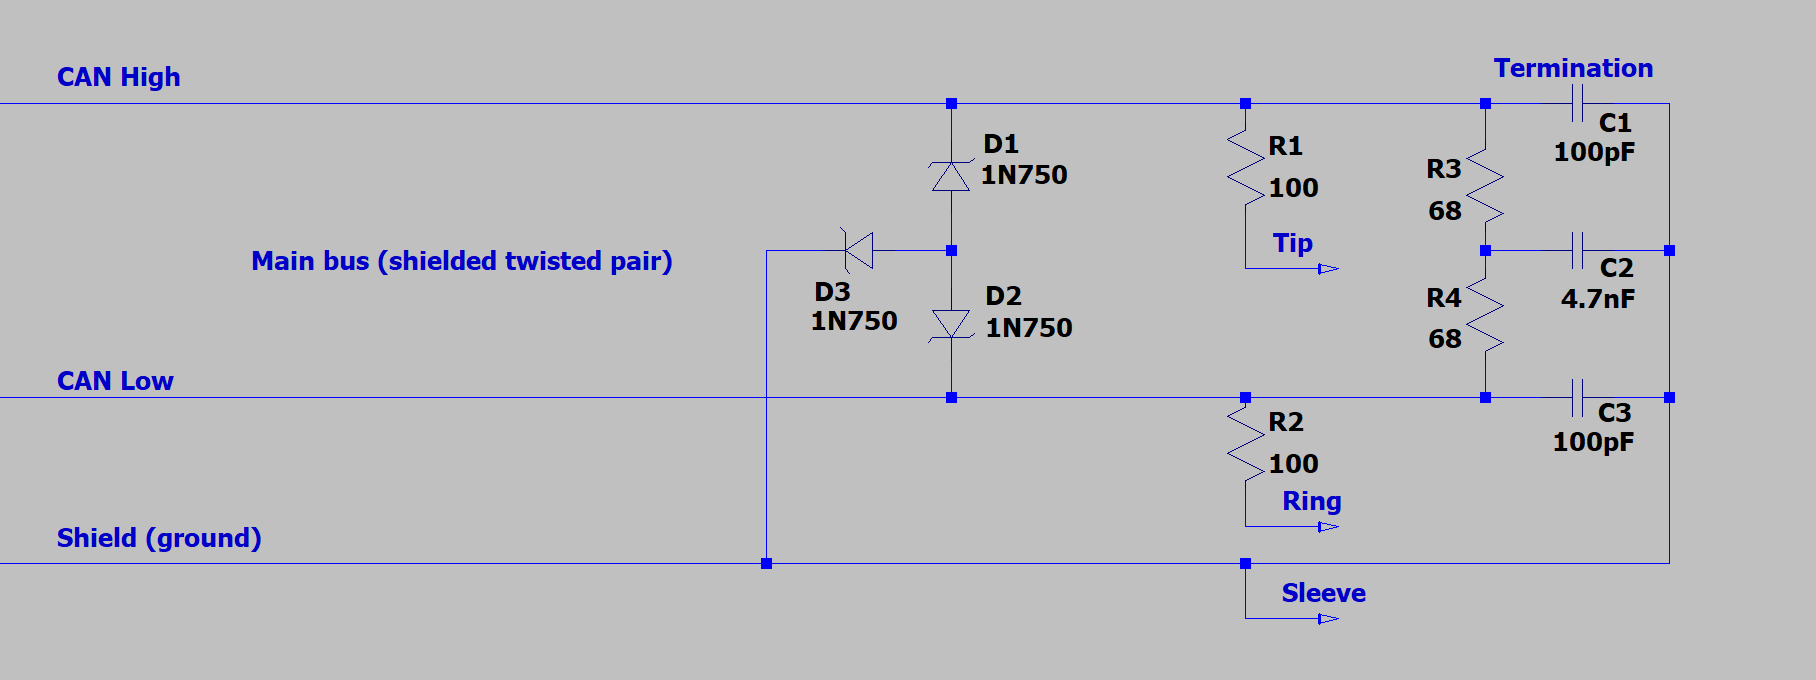 Termination
CAN High
C1
100pF
D1
1N750
R1
100
R3
68
Tip
Main bus (shielded twisted pair)
C2
4.7nF
D3
1N750
D2
1N750
R4
68
CAN Low
C3
100pF
R2
100
Ring
Shield (ground)
Sleeve